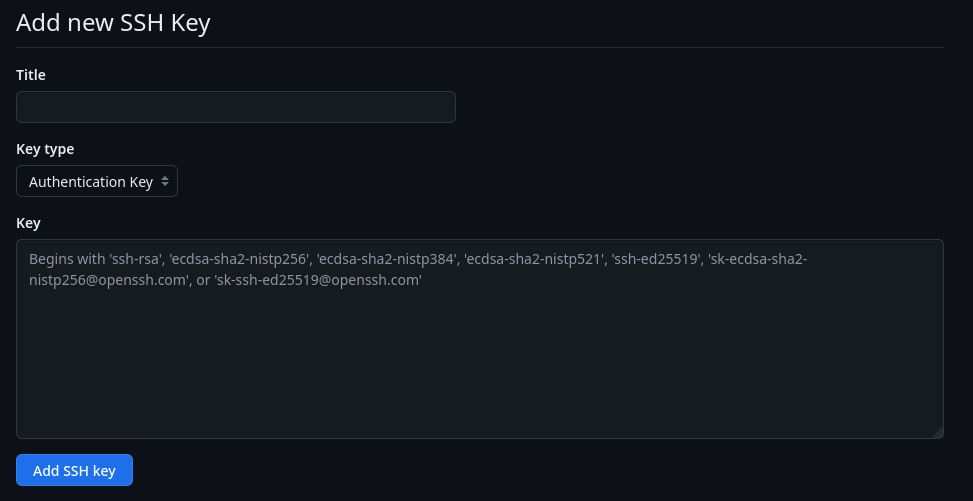 Add new SSH Key
Title
Key type
Authentication Key
Key
Begins with 'ssh-rsa', 'ecdsa-sha2-nistp256', 'ecdsa-sha2-nistp384', 'ecdsa-sha2-nistp521', 'ssh-ed25519', 'sk-ecdsa-sha2-
nistp256@openssh.com', or 'sk-ssh-ed25519@openssh.com'
Add SSH key